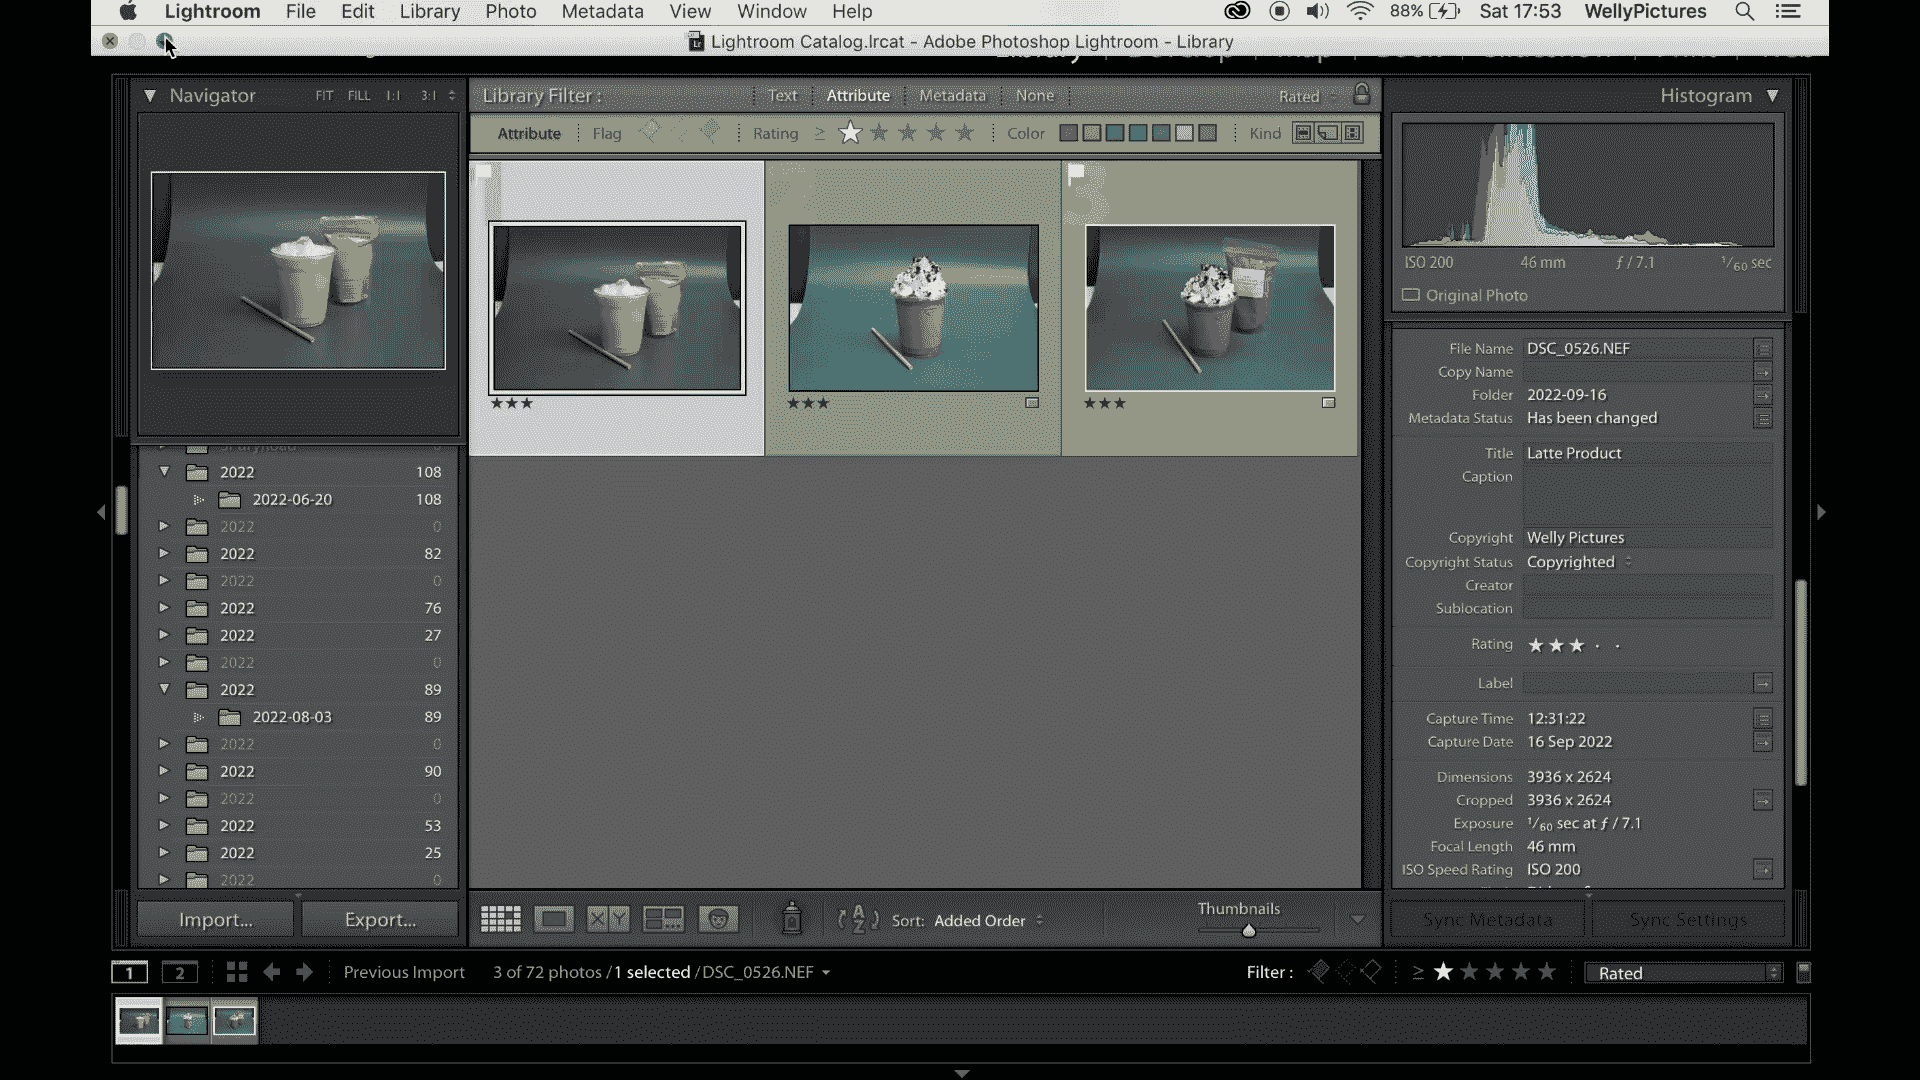 Lightroom File Edit Library Photo Metadata View Window Help 88% Sat 17:53 WellyPictures
Lightroom Catalog.lrcat - Adobe Photoshop Lightroom - Library
Navigator FIT FILL 1:1 3:1
Library Filter : Text Attribute Metadata None Rated
Histogram
Attribute Flag Rating ≥ Color Kind
ISO 200 46 mm ƒ / 7.1 1/60 sec
Original Photo
2022 108
2022-06-20 108
2022 0
2022 82
2022 0
2022 76
2022 27
2022 0
2022 89
2022-08-03 89
2022 0
2022 90
2022 0
2022 53
2022 25
2022 0
3
File Name DSC_0526.NEF
Copy Name
Folder 2022-09-16
Metadata Status Has been changed
Title Latte Product
Caption
Copyright Welly Pictures
Copyright Status Copyrighted
Creator
Sublocation
Rating
Label
Capture Time 12:31:22
Capture Date 16 Sep 2022
Dimensions 3936 x 2624
Cropped 3936 x 2624
Exposure 1/60 sec at ƒ / 7.1
Focal Length 46 mm
ISO Speed Rating ISO 200
Import... Export...
XY
AZ Sort: Added Order
Thumbnails
Sync Metadata Sync Settings
1 2 Previous Import 3 of 72 photos / 1 selected / DSC_0526.NEF Filter : ≥ Rated